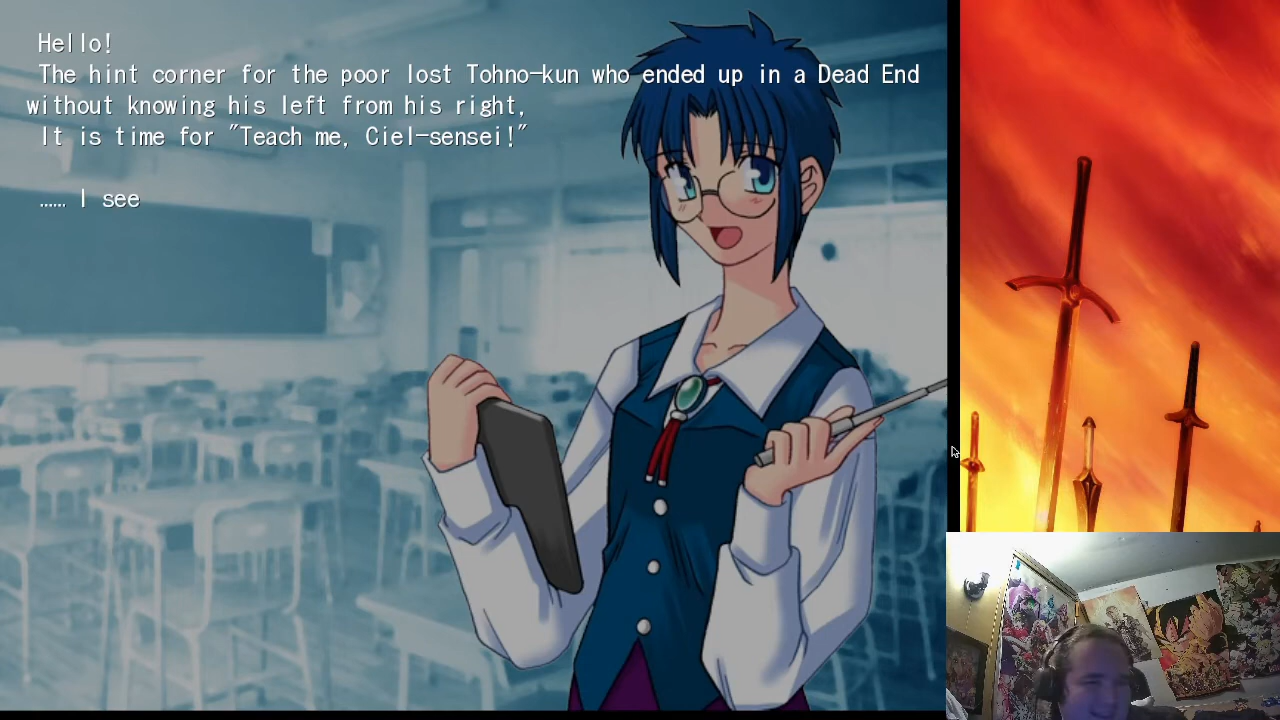 Hello!
The hint corner for the poor lost Tohno-kun who ended up in a Dead End
without knowing his left from his right,
It is time for "Teach me, Ciel-sensei!"
…… I see